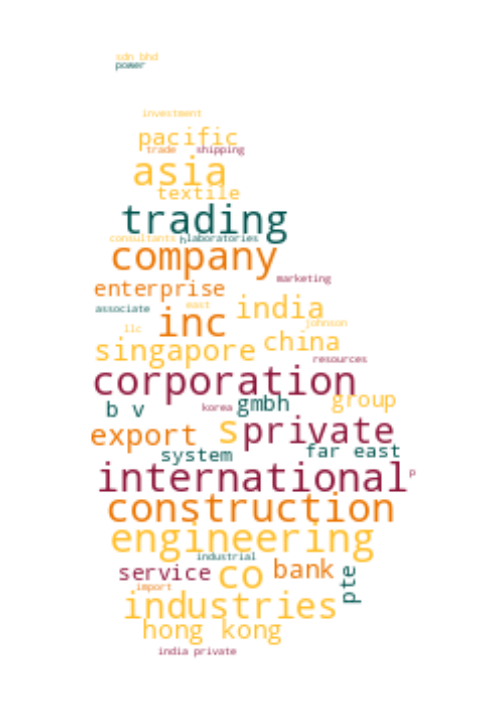 sdn bhd
power
investment
pacific
trade shipping
asia
textile
trading
consultants h laboratories
company
marketing
enterprise
associate east india
inc
llc johnson
singapore china
resources
corporation
b v korea gmbh group
export s private
system far east
international p
construction
engineering
industrial
service co bank pte
import
industries
hong kong
india private